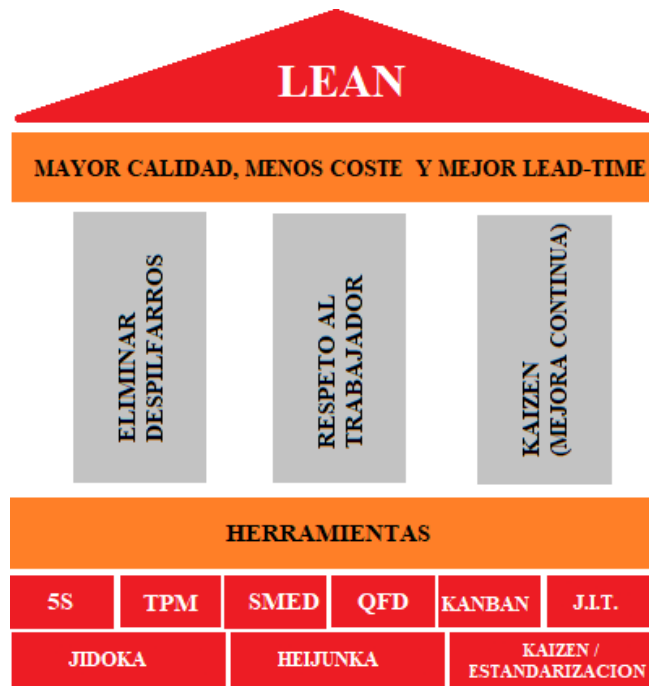 LEAN
MAYOR CALIDAD, MENOS COSTE Y MEJOR LEAD-TIME
ELIMINAR
DESPILFARROS
RESPETO AL
TRABAJADOR
KAIZEN
(MEJORA CONTINUA)
HERRAMIENTAS
5S
TPM
SMED
QFD
KANBAN
J.I.T.
JIDOKA
HEIJUNKA
KAIZEN /
ESTANDARIZACION